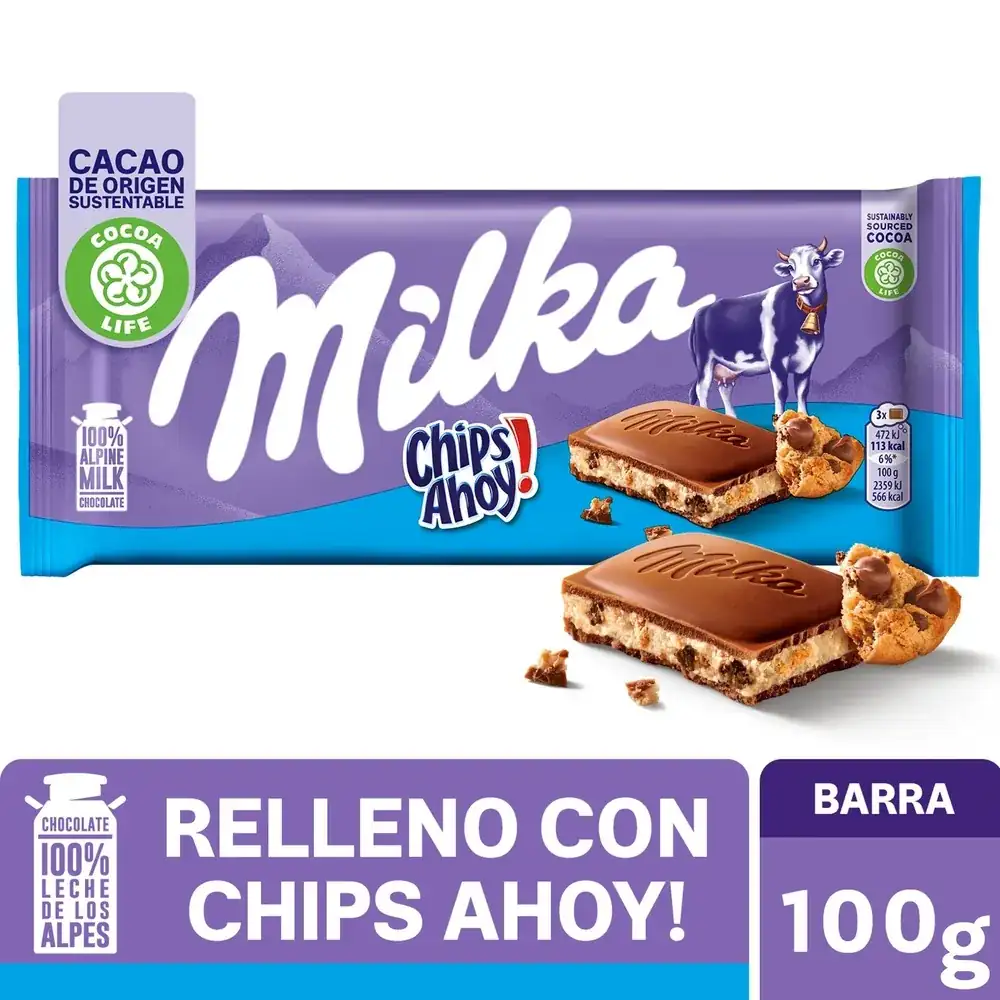 CACAO
DE ORIGEN
SUSTENTABLE
COCOA
LIFE
Milka
SUSTAINABLY
SOURCED
COCOA
COCOA
LIFE
100%
ALPINE
MILK
CHOCOLATE
Chips
Ahoy!
Milka
3x
472 kJ
113 kcal
6%*
100 g
2359 kJ
566 kcal
Milka
CHOCOLATE
100%
LECHE
DE LOS
ALPES
RELLENO CON
CHIPS AHOY!
BARRA
100g